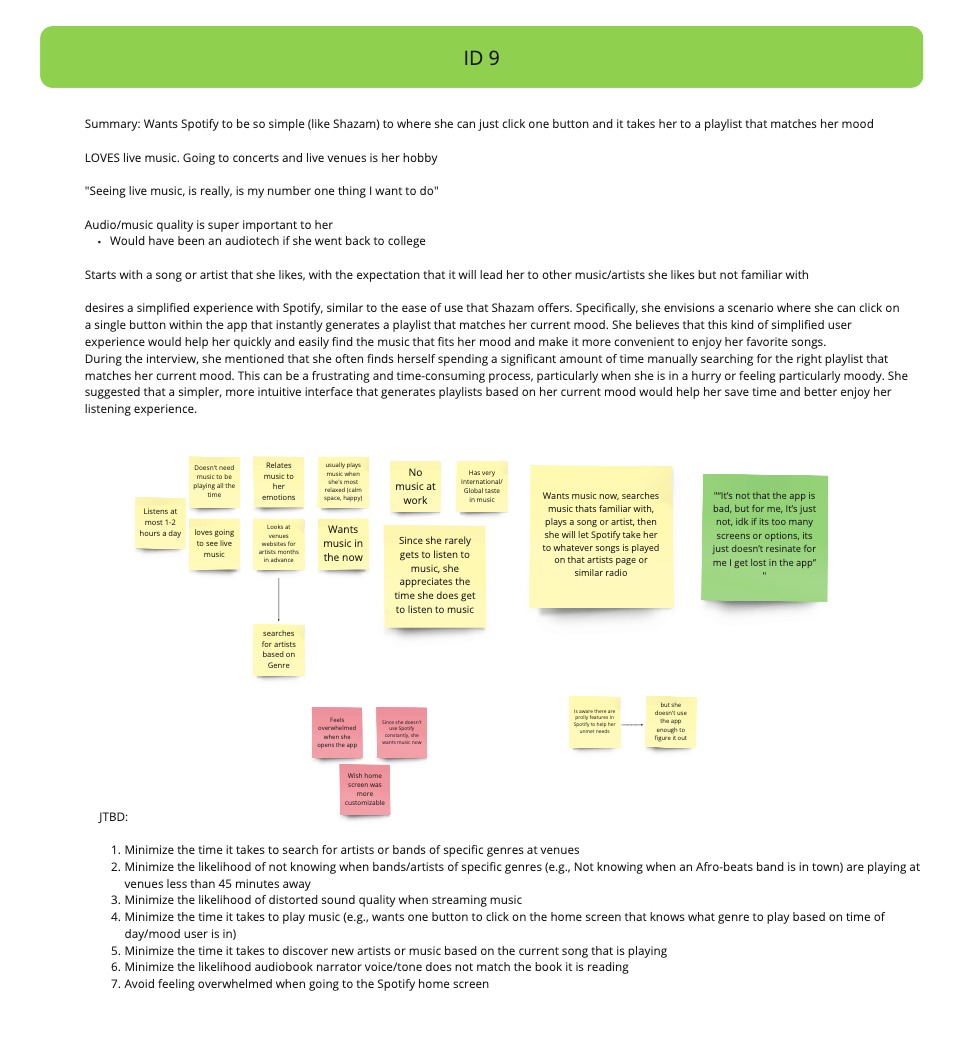 ID 9
Summary: Wants Spotify to be so simple (like Shazam) to where she can just click one button and it takes her to a playlist that matches her mood
LOVES live music. Going to concerts and live venues is her hobby
"Seeing live music, is really, is my number one thing I want to do"
Audio/music quality is super important to her
• Would have been an audiotech if she went back to college
Starts with a song or artist that she likes, with the expectation that it will lead her to other music/artists she likes but not familiar with
desires a simplified experience with Spotify, similar to the ease of use that Shazam offers. Specifically, she envisions a scenario where she can click on
a single button within the app that instantly generates a playlist that matches her current mood. She believes that this kind of simplified user
experience would help her quickly and easily find the music that fits her mood and make it more convenient to enjoy her favorite songs.
During the interview, she mentioned that she often finds herself spending a significant amount of time manually searching for the right playlist that
matches her current mood. This can be a frustrating and time-consuming process, particularly when she is in a hurry or feeling particularly moody. She
suggested that a simpler, more intuitive interface that generates playlists based on her current mood would help her save time and better enjoy her
listening experience.
Listens at
most 1-2
hours a day
Doesn't need
music to be
playing all the
time
Relates
music to
her
emotions
usually plays
music when
she's most
relaxed (calm
space, happy)
No
music at
work
Has very
International/
Global taste
in music
loves going
to see live
music
Looks at
venues
websites for
artists months
in advance
Wants
music in
the now
Since she rarely
gets to listen to
music, she
appreciates the
time she does get
to listen to music
Wants music now, searches
music thats familiar with,
plays a song or artist, then
she will let Spotify take her
to whatever songs is played
on that artists page or
similar radio
""It's not that the app is
bad, but for me, It's just
not, idk if its too many
screens or options, its
just doesn't resinate for
me I get lost in the app"
"
searches
for artists
based on
Genre
Feels
overwhelmed
when she
opens the app
Since she doesn't
use Spotify
constantly, she
wants music now
Wish home
screen was
more
customizable
Is aware there are
prolly features in
Spotify to help her
unmet needs
but she
doesn't use
the app
enough to
figure it out
JTBD:
1. Minimize the time it takes to search for artists or bands of specific genres at venues
2. Minimize the likelihood of not knowing when bands/artists of specific genres (e.g., Not knowing when an Afro-beats band is in town) are playing at
venues less than 45 minutes away
3. Minimize the likelihood of distorted sound quality when streaming music
4. Minimize the time it takes to play music (e.g., wants one button to click on the home screen that knows what genre to play based on time of
day/mood user is in)
5. Minimize the time it takes to discover new artists or music based on the current song that is playing
6. Minimize the likelihood audiobook narrator voice/tone does not match the book it is reading
7. Avoid feeling overwhelmed when going to the Spotify home screen